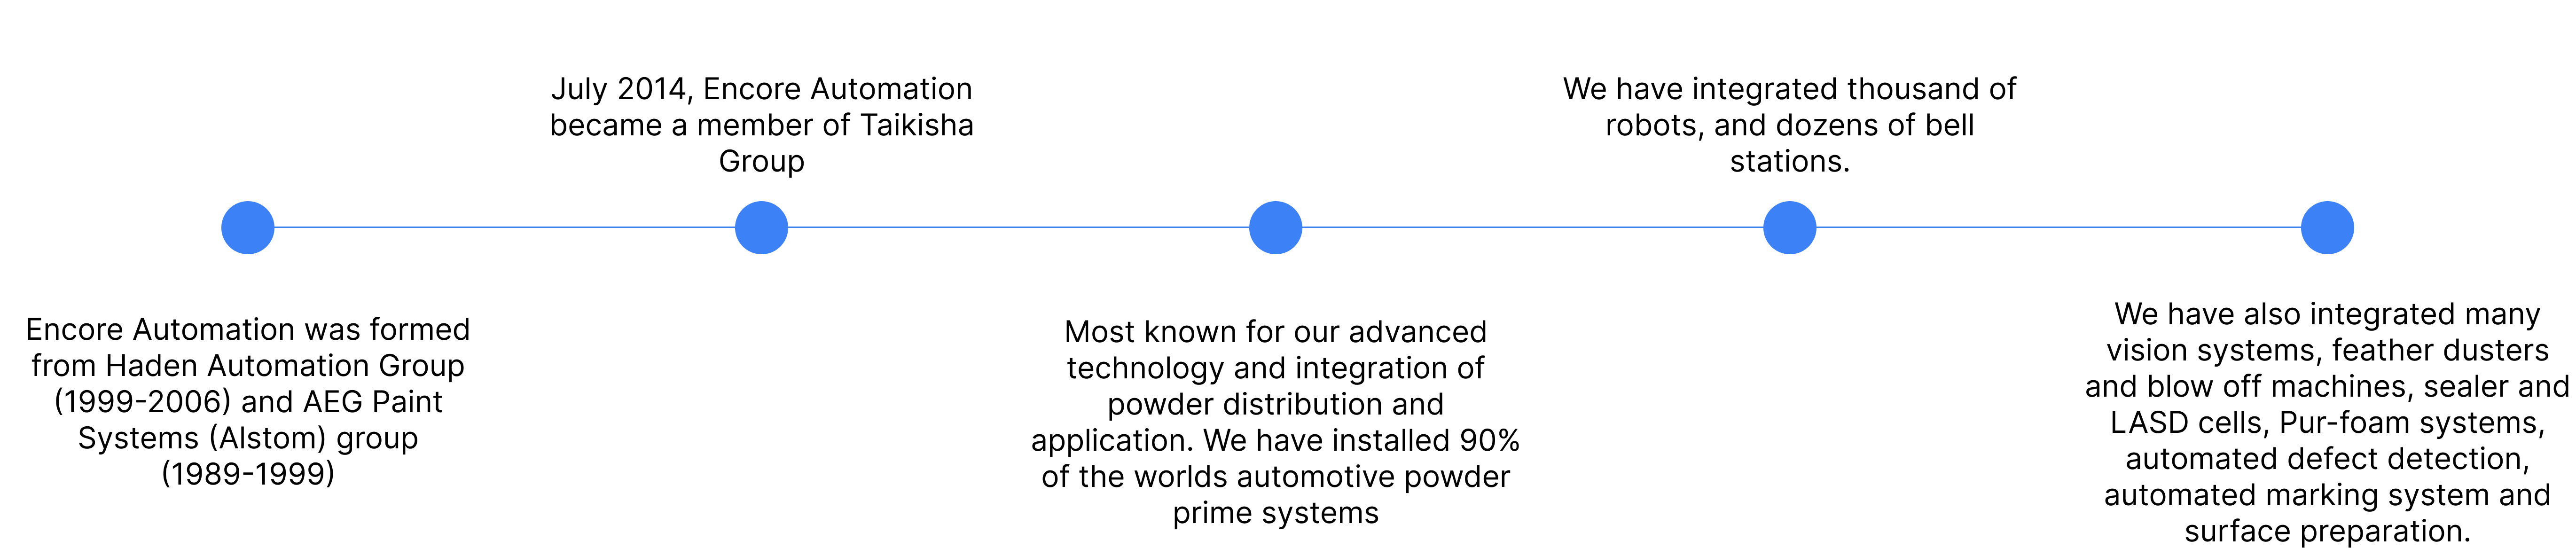 Encore Automation was formed
from Haden Automation Group
(1999-2006) and AEG Paint
Systems (Alstom) group
(1989-1999)
July 2014, Encore Automation
became a member of Taikisha
Group
Most known for our advanced
technology and integration of
powder distribution and
application. We have installed 90%
of the worlds automotive powder
prime systems
We have integrated thousand of
robots, and dozens of bell
stations.
We have also integrated many
vision systems, feather dusters
and blow off machines, sealer and
LASD cells, Pur-foam systems,
automated defect detection,
automated marking system and
surface preparation.